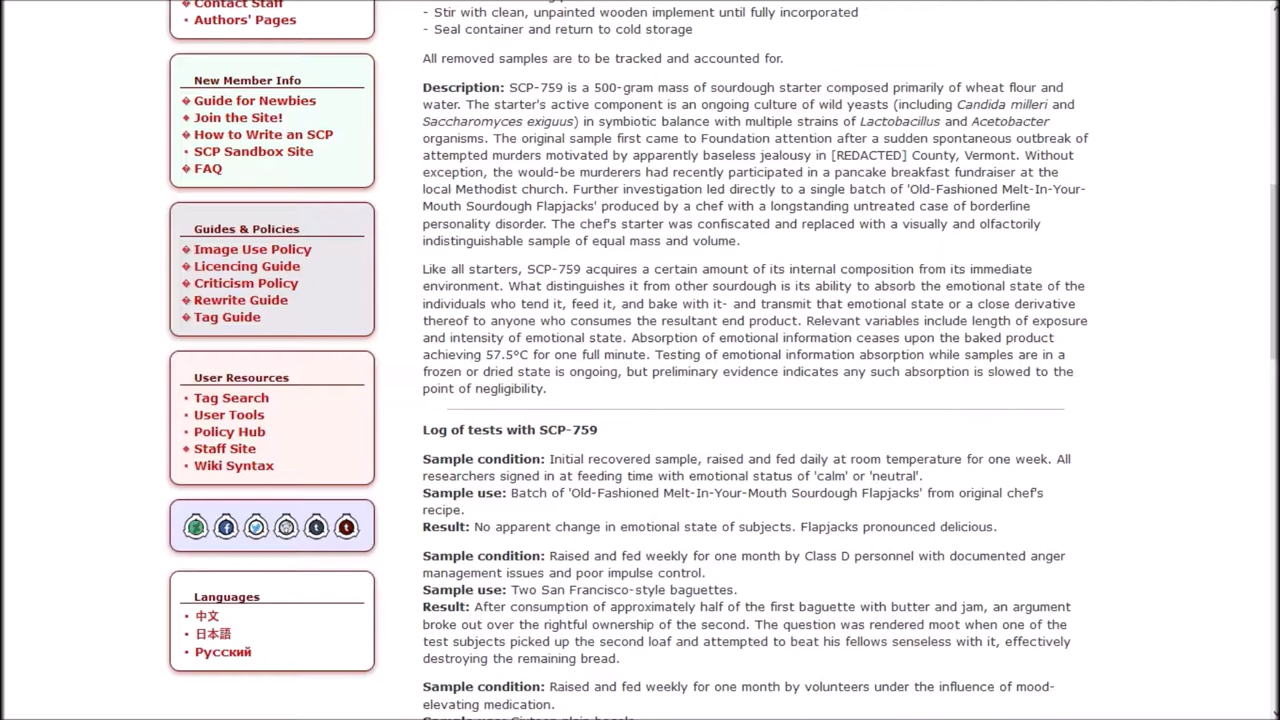 Contact Staff
Authors' Pages
New Member Info
Guide for Newbies
Join the Site!
How to Write an SCP
SCP Sandbox Site
FAQ
Guides & Policies
Image Use Policy
Licencing Guide
Criticism Policy
Rewrite Guide
Tag Guide
User Resources
Tag Search
User Tools
Policy Hub
Staff Site
Wiki Syntax
Languages
中文
日本語
Русский
- Stir with clean, unpainted wooden implement until fully incorporated
- Seal container and return to cold storage
All removed samples are to be tracked and accounted for.
Description: SCP-759 is a 500-gram mass of sourdough starter composed primarily of wheat flour and
water. The starter's active component is an ongoing culture of wild yeasts (including Candida milleri and
Saccharomyces exiguus) in symbiotic balance with multiple strains of Lactobacillus and Acetobacter
organisms. The original sample first came to Foundation attention after a sudden spontaneous outbreak of
attempted murders motivated by apparently baseless jealousy in [REDACTED] County, Vermont. Without
exception, the would-be murderers had recently participated in a pancake breakfast fundraiser at the
local Methodist church. Further investigation led directly to a single batch of 'Old-Fashioned Melt-In-Your-
Mouth Sourdough Flapjacks' produced by a chef with a longstanding untreated case of borderline
personality disorder. The chef's starter was confiscated and replaced with a visually and olfactorily
indistinguishable sample of equal mass and volume.
Like all starters, SCP-759 acquires a certain amount of its internal composition from its immediate
environment. What distinguishes it from other sourdough is its ability to absorb the emotional state of the
individuals who tend it, feed it, and bake with it- and transmit that emotional state or a close derivative
thereof to anyone who consumes the resultant end product. Relevant variables include length of exposure
and intensity of emotional state. Absorption of emotional information ceases upon the baked product
achieving 57.5°C for one full minute. Testing of emotional information absorption while samples are in a
frozen or dried state is ongoing, but preliminary evidence indicates any such absorption is slowed to the
point of negligibility.
Log of tests with SCP-759
Sample condition: Initial recovered sample, raised and fed daily at room temperature for one week. All
researchers signed in at feeding time with emotional status of 'calm' or 'neutral'.
Sample use: Batch of 'Old-Fashioned Melt-In-Your-Mouth Sourdough Flapjacks' from original chef's
recipe.
Result: No apparent change in emotional state of subjects. Flapjacks pronounced delicious.
Sample condition: Raised and fed weekly for one month by Class D personnel with documented anger
management issues and poor impulse control.
Sample use: Two San Francisco-style baguettes.
Result: After consumption of approximately half of the first baguette with butter and jam, an argument
broke out over the rightful ownership of the second. The question was rendered moot when one of the
test subjects picked up the second loaf and attempted to beat his fellows senseless with it, effectively
destroying the remaining bread.
Sample condition: Raised and fed weekly for one month by volunteers under the influence of mood-
elevating medication.